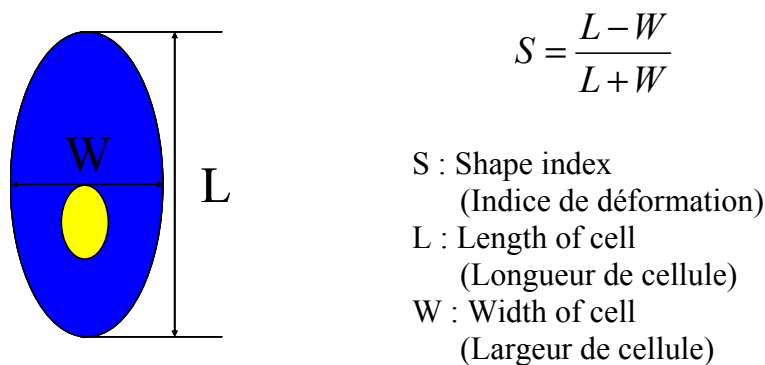 W
L
S = (L − W) / (L + W)
S : Shape index
(Indice de déformation)
L : Length of cell
(Longueur de cellule)
W : Width of cell
(Largeur de cellule)